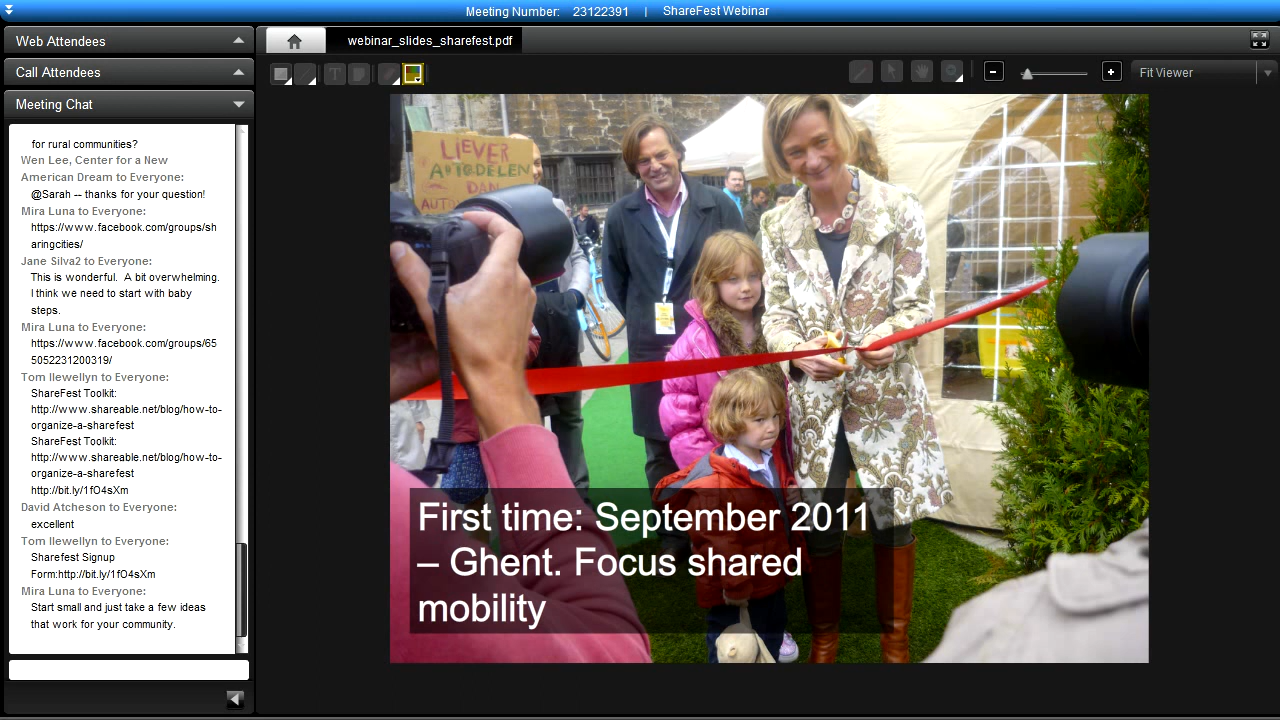 Meeting Number: 23122391 | ShareFest Webinar
Web Attendees
Call Attendees
Meeting Chat
for rural communities?
Wen Lee, Center for a New
American Dream to Everyone:
@Sarah -- thanks for your question!
Mira Luna to Everyone:
https://www.facebook.com/groups/sh
aringcities/
Jane Silva2 to Everyone:
This is wonderful. A bit overwhelming.
I think we need to start with baby
steps.
Mira Luna to Everyone:
https://www.facebook.com/groups/65
5052231200319/
Tom llewellyn to Everyone:
ShareFest Toolkit:
http://www.shareable.net/blog/how-to-
organize-a-sharefest
ShareFest Toolkit:
http://www.shareable.net/blog/how-to-
organize-a-sharefest
http://bit.ly/1fO4sXm
David Atcheson to Everyone:
excellent
Tom llewellyn to Everyone:
Sharefest Signup
Form:http://bit.ly/1fO4sXm
Mira Luna to Everyone:
Start small and just take a few ideas
that work for your community.
webinar_slides_sharefest.pdf
T
Fit Viewer
LIEVER
AUTODELEN
DAN
First time: September 2011
– Ghent. Focus shared
mobility